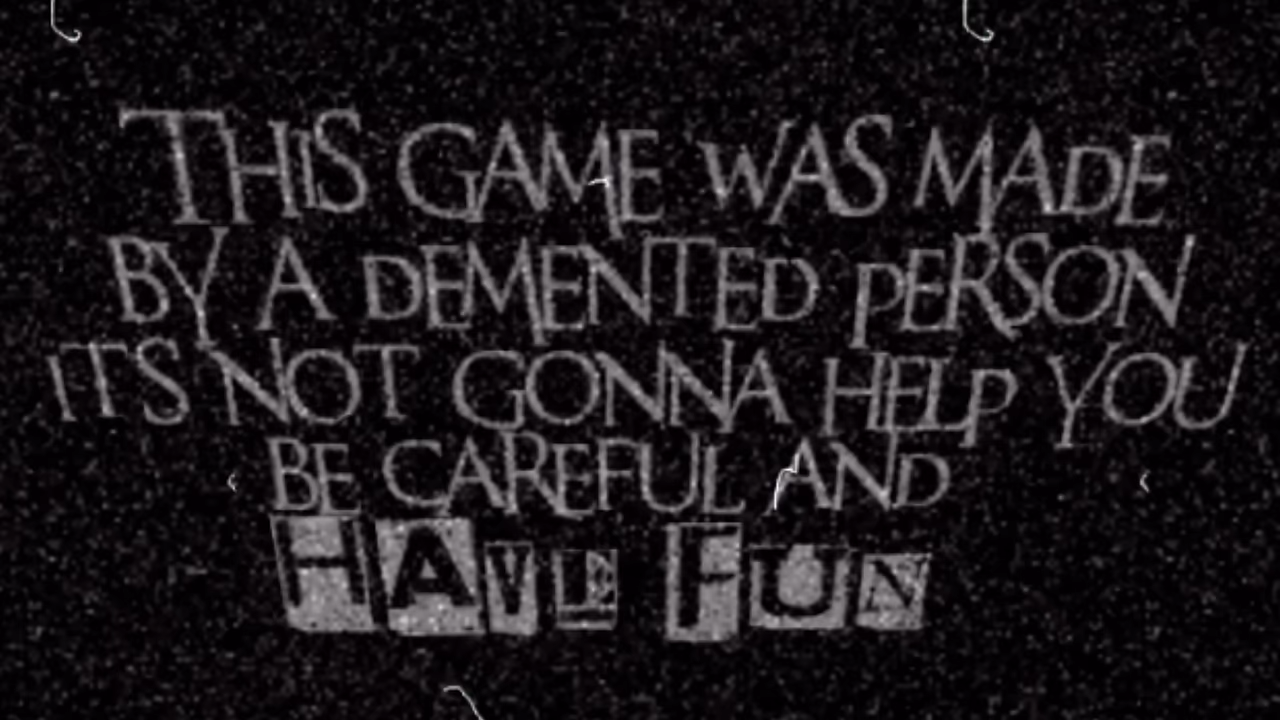 THIS GAME WAS MADE
BY A DEMENTED PERSON
ITS NOT GONNA HELP YOU
BE CAREFUL AND
HAVE FUN